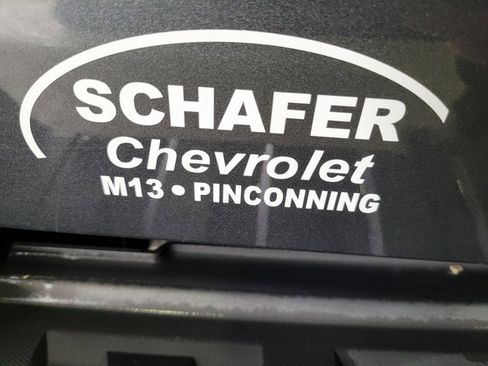 SCHAFER
Chevrolet
M13 • PINCONNING